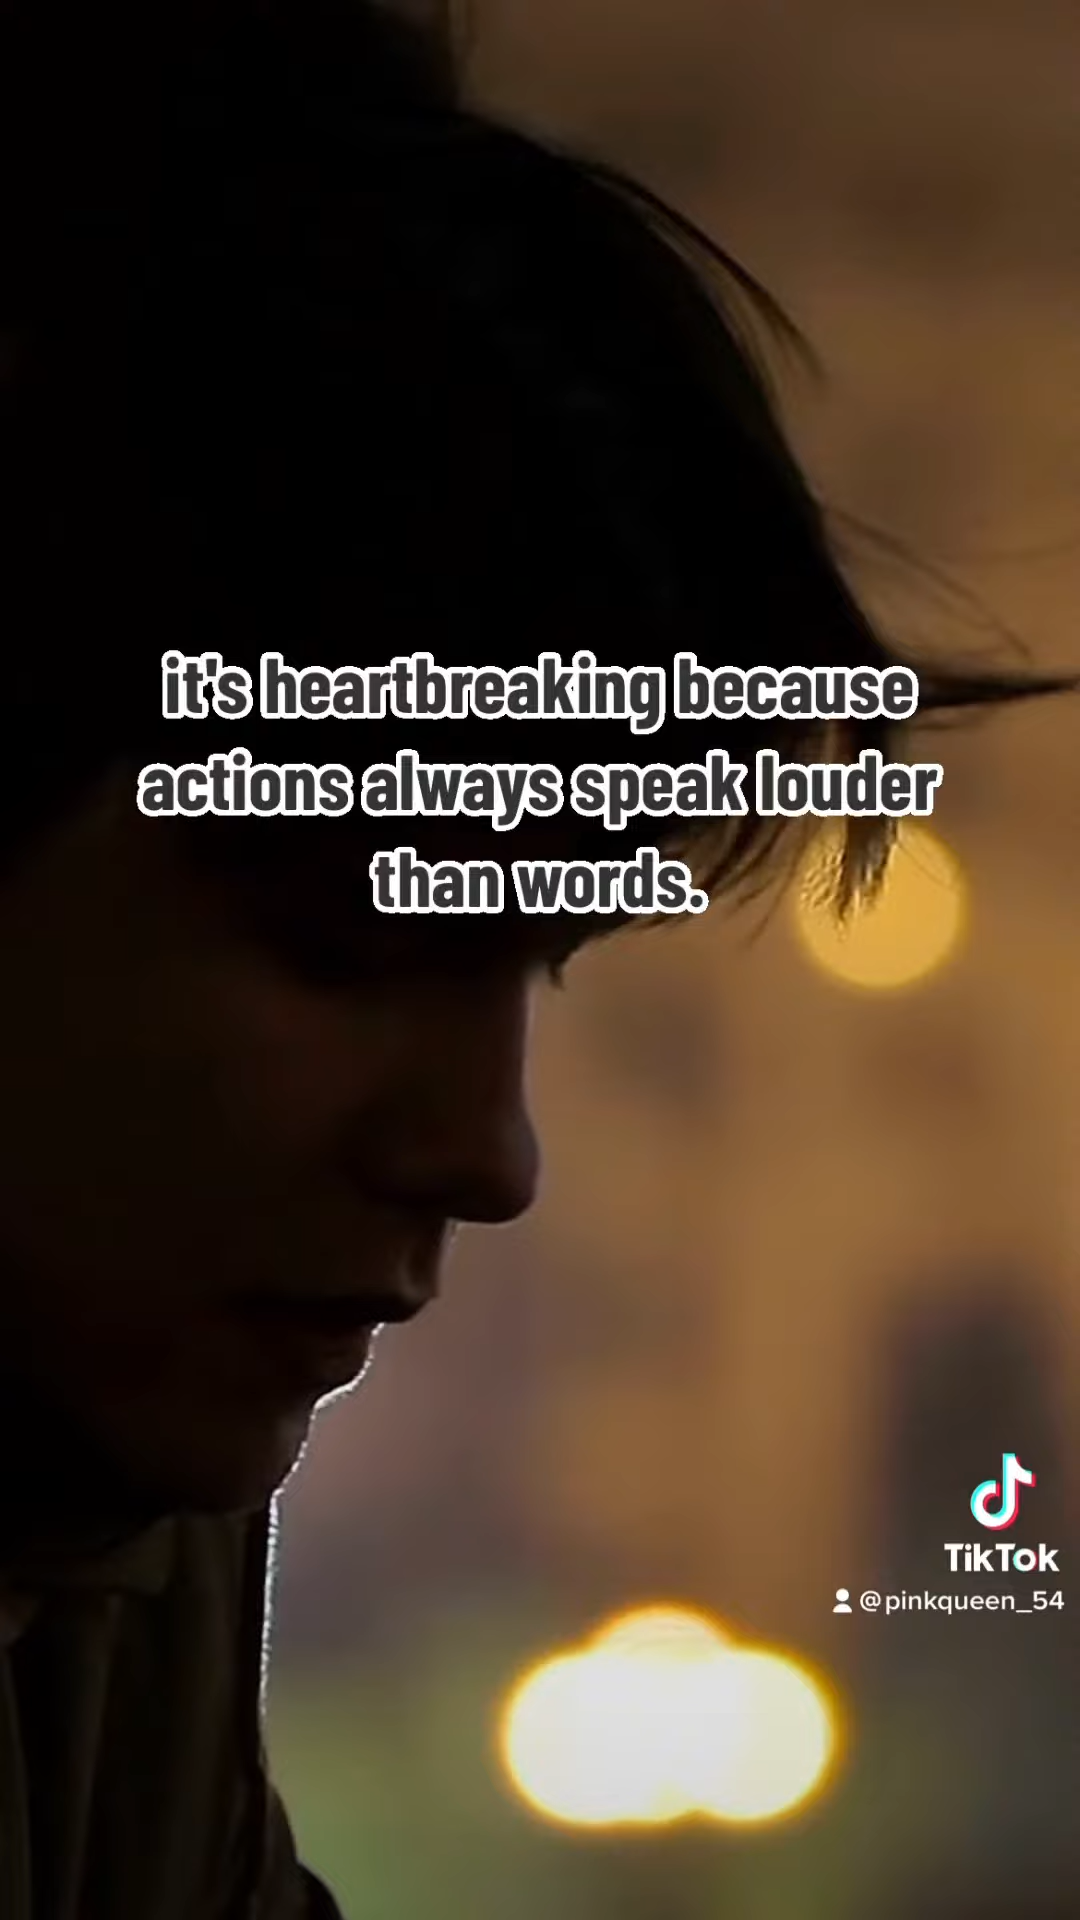 it's heartbreaking because
actions always speak louder
than words.
TikTok
@pinkqueen_54